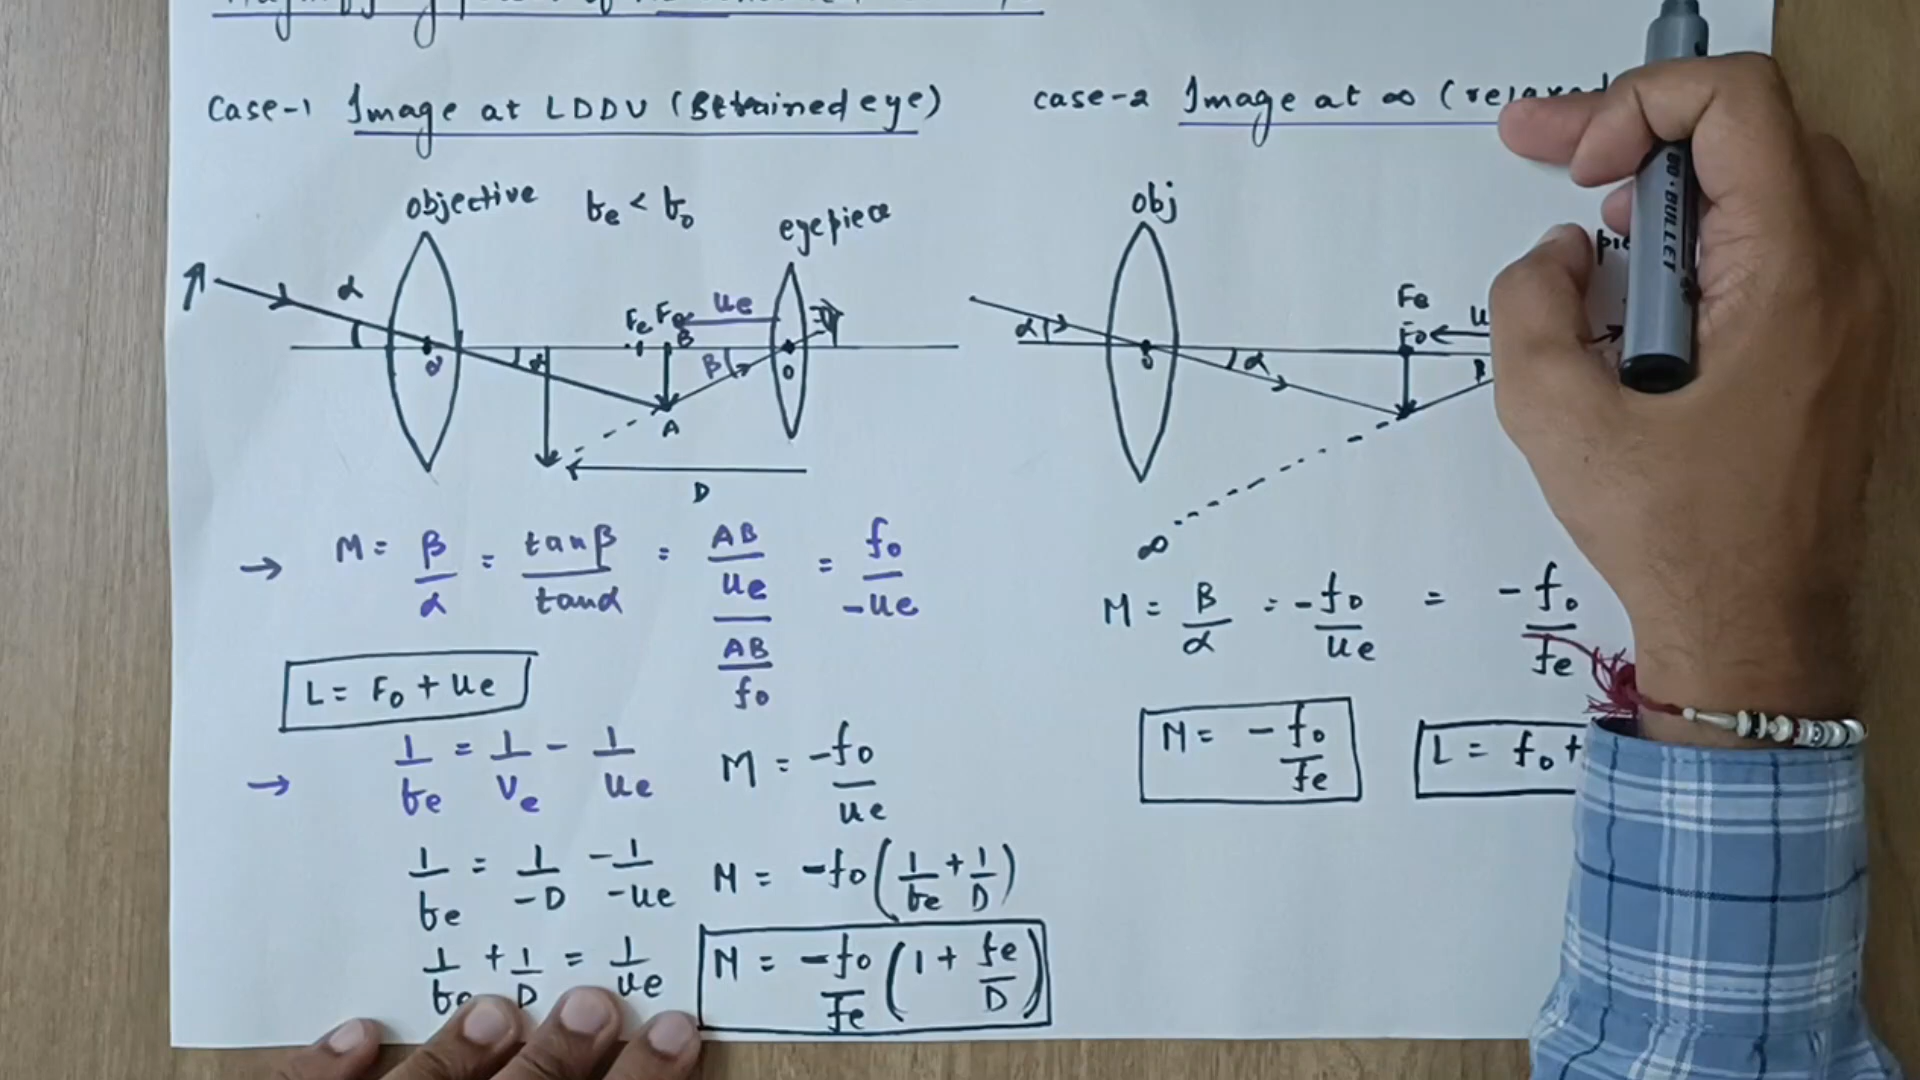 case-1 Image at LDDV (Strained eye)
case-2 Image at ∞ (relaxed
objective
fe < fo
eyepiece
obj
α
Fe Fo
ue
B
β
O
α
A
D
Fe
Fo
α
O
α
∞
M = β/α = tanβ/tanα = (AB/ue)/(AB/fo) = fo/-ue
M = β/α = -fo/ue = -fo/fe
L = Fo + ue
M = -fo/fe
L = fo +
1/fe = 1/ve - 1/ue
M = -fo/ue
1/fe = 1/-D - 1/-ue
M = -fo(1/fe + 1/D)
1/fe + 1/D = 1/ue
M = -fo/fe (1 + fe/D)
BULLET